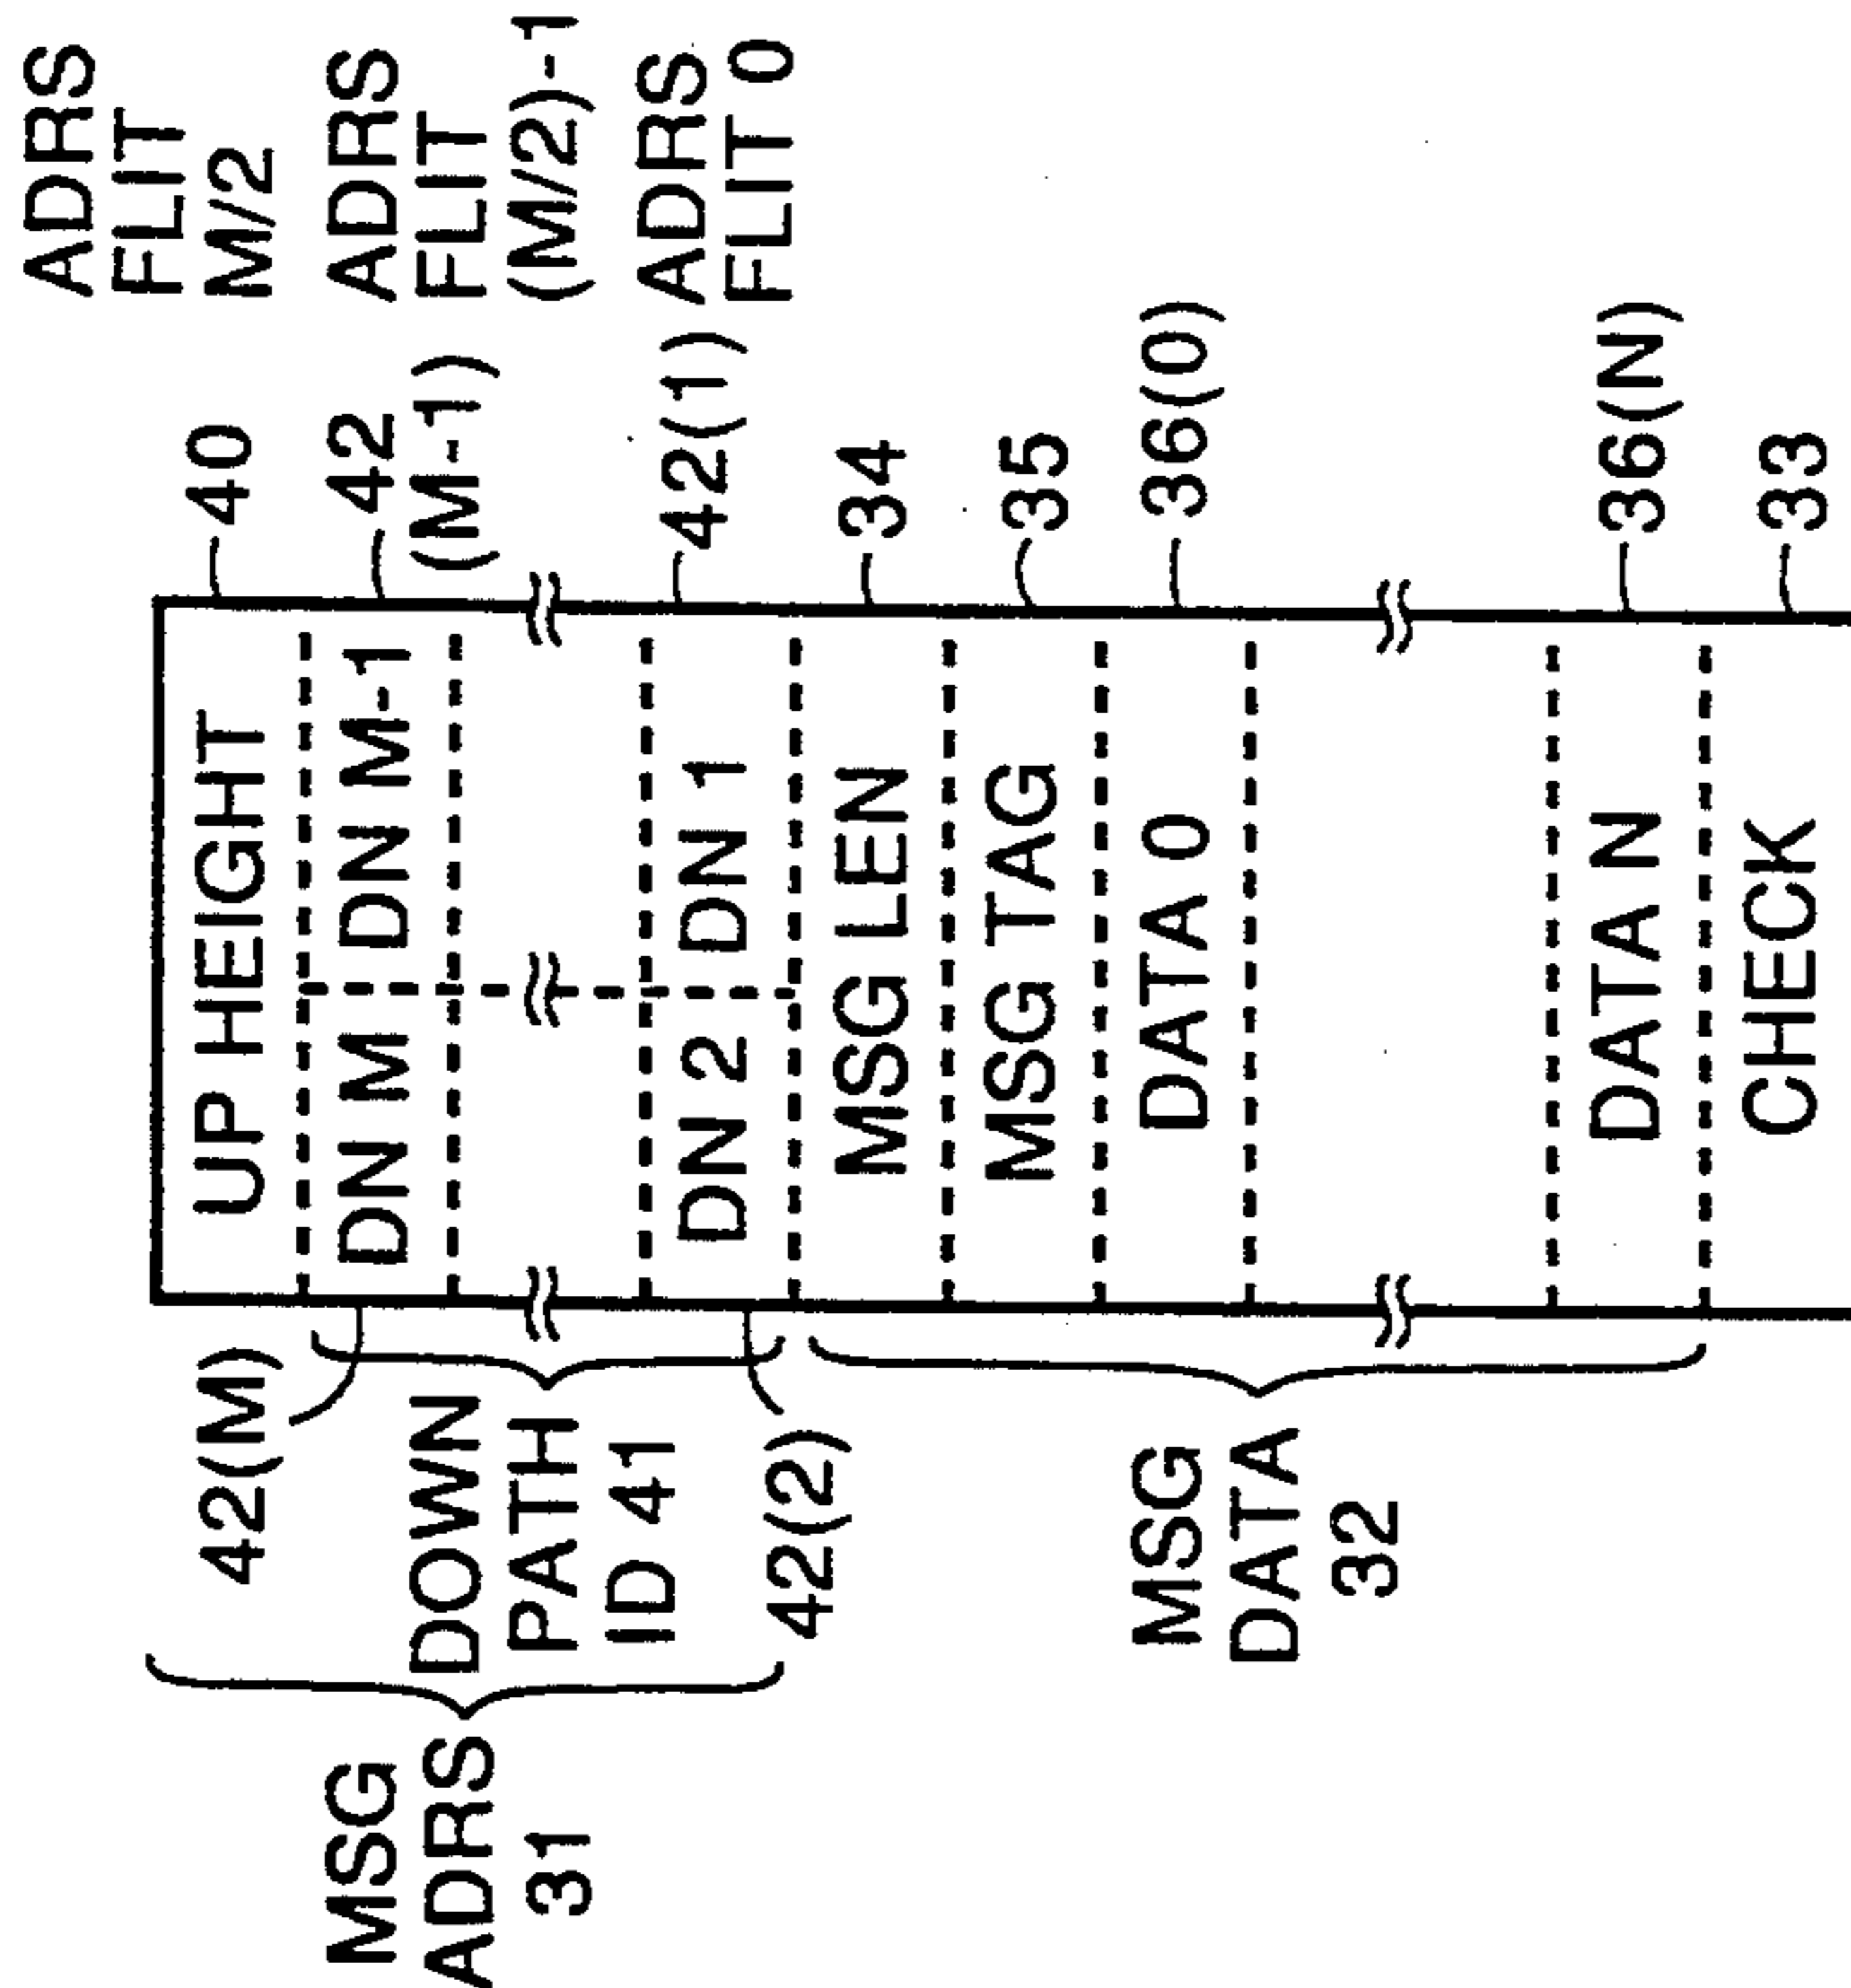 42(M)
UP HEIGHT
40
ADRS
FLIT
M/2
MSG
ADRS
31
DOWN
PATH
ID 41
DN M DN M-1
42
(M-1)
ADRS
FLIT
(M/2)-1
42(2)
DN 2 DN 1
42(1)
ADRS
FLIT 0
MSG LEN
34
MSG TAG
35
MSG
DATA
32
DATA 0
36(0)
DATA N
36(N)
CHECK
33